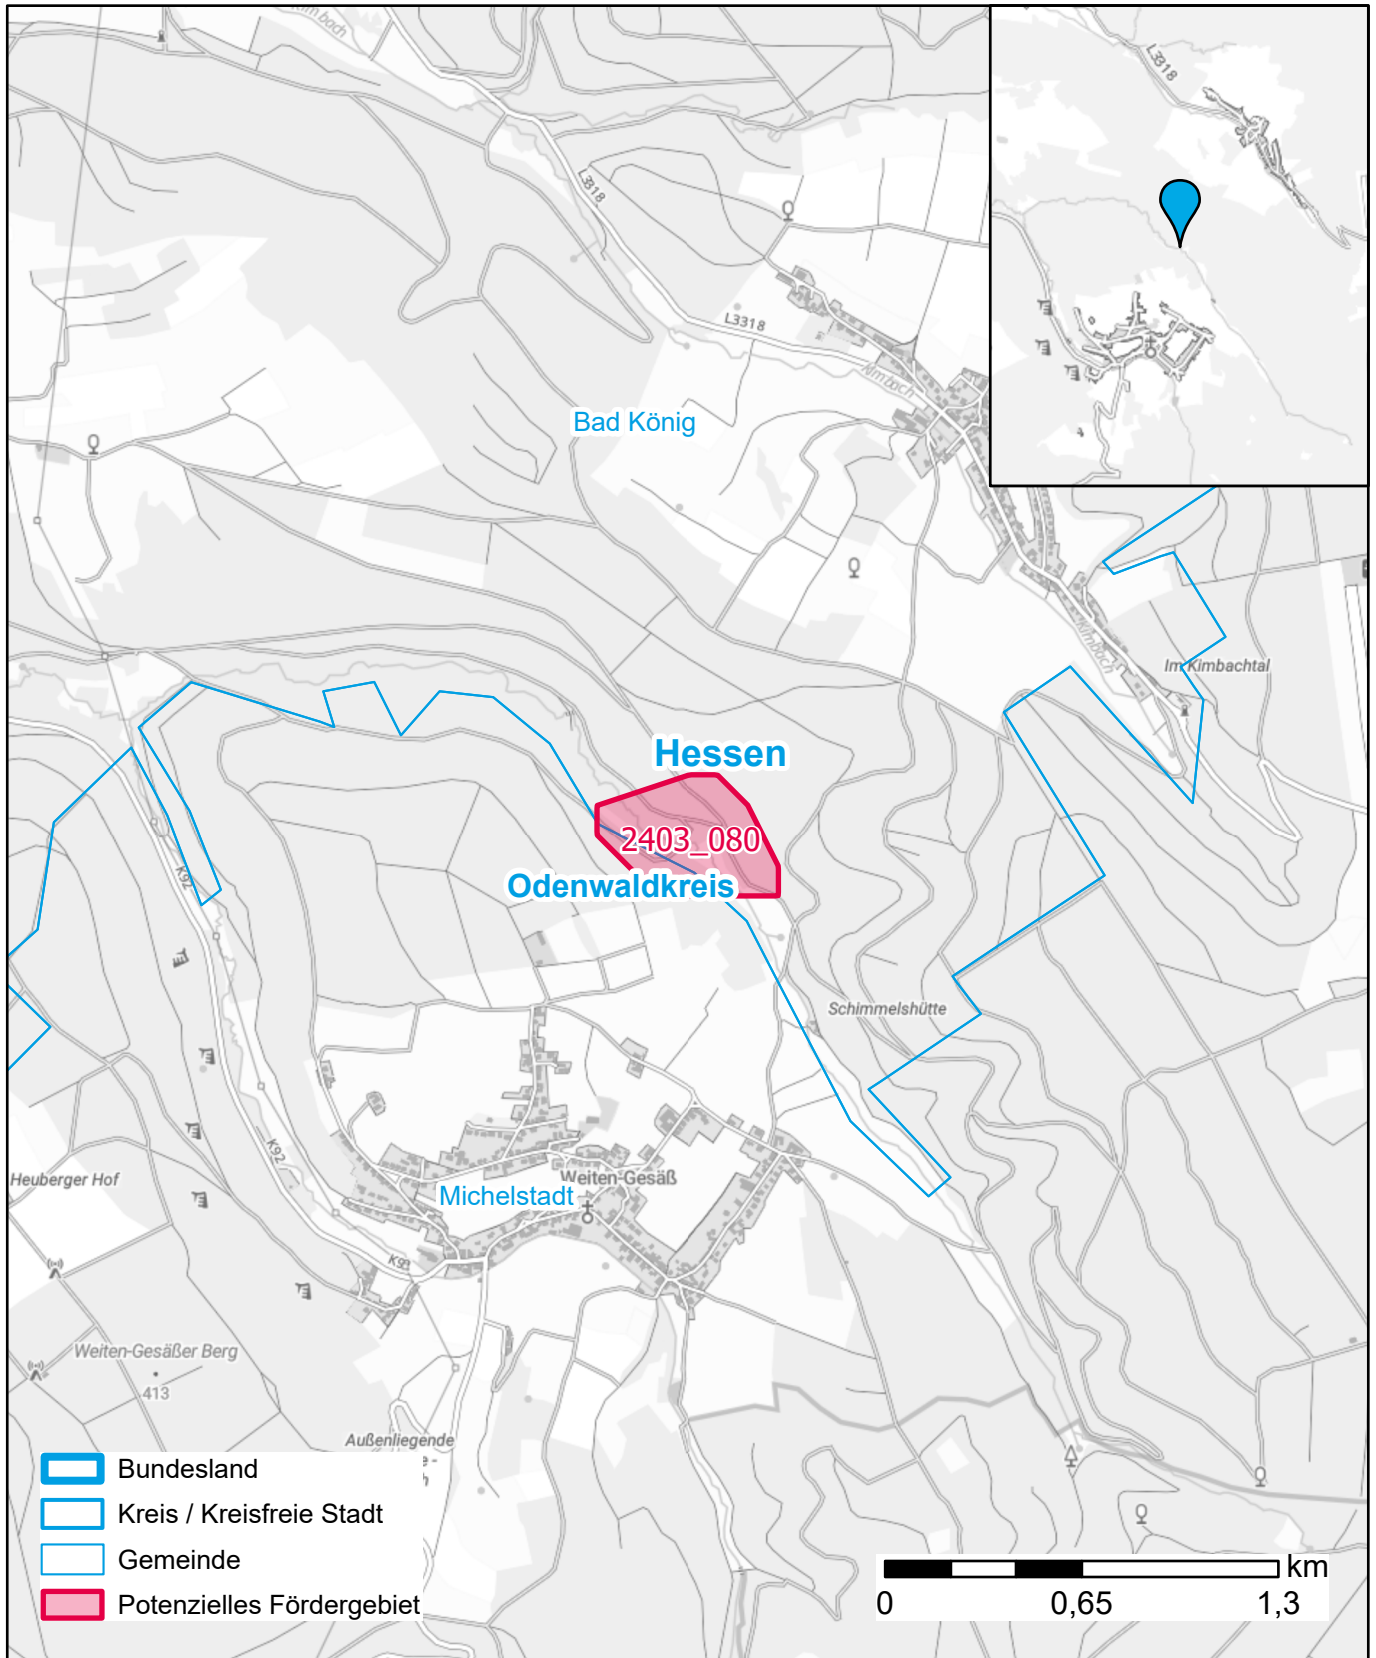 Kimbach
L3318
L3318
L3318
Kimbach
Bad König
Kimbach
Im Kimbachtal
Hessen
2403_080
Odenwaldkreis
K92
Schimmelshütte
K92
Heuberger Hof
Weiten-Gesäß
Michelstadt
K92
Weiten-Gesäßer Berg
413
Außenliegende
Bundesland
Kreis / Kreisfreie Stadt
Gemeinde
Potenzielles Fördergebiet
km
0 0,65 1,3